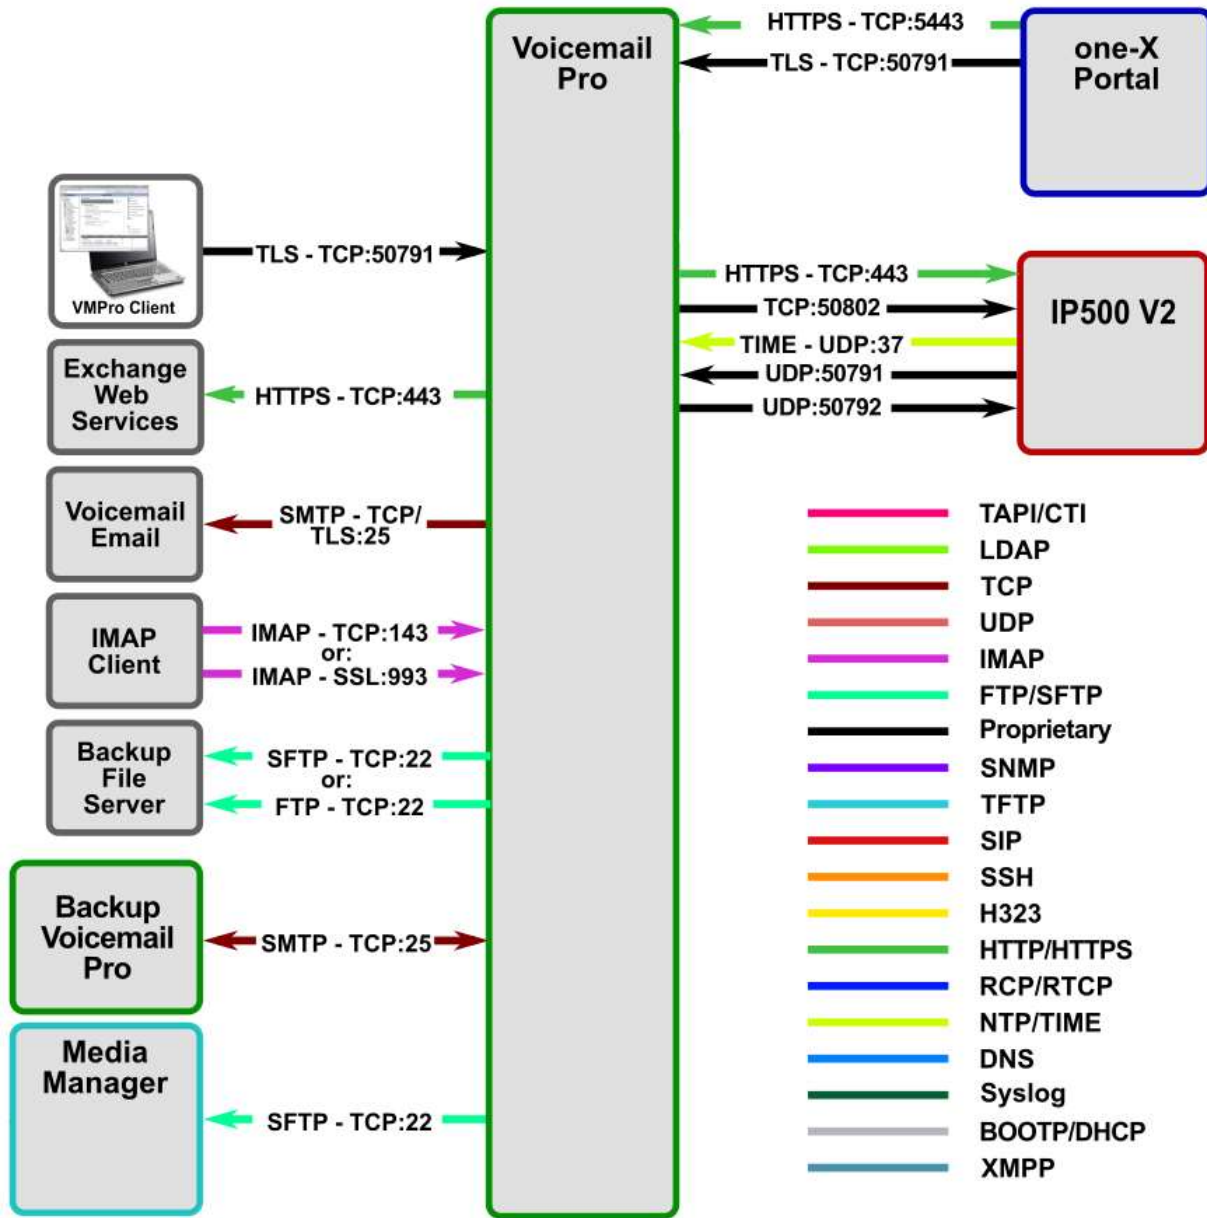 Voicemail
Pro
HTTPS - TCP:5443
TLS - TCP:50791
one-X
Portal
VMPro Client
TLS - TCP:50791
HTTPS - TCP:443
TCP:50802
TIME - UDP:37
UDP:50791
UDP:50792
IP500 V2
Exchange
Web
Services
HTTPS - TCP:443
Voicemail
Email
SMTP - TCP/
TLS:25
IMAP
Client
IMAP - TCP:143
or:
IMAP - SSL:993
Backup
File
Server
SFTP - TCP:22
or:
FTP - TCP:22
Backup
Voicemail
Pro
SMTP - TCP:25
Media
Manager
SFTP - TCP:22
TAPI/CTI
LDAP
TCP
UDP
IMAP
FTP/SFTP
Proprietary
SNMP
TFTP
SIP
SSH
H323
HTTP/HTTPS
RCP/RTCP
NTP/TIME
DNS
Syslog
BOOTP/DHCP
XMPP